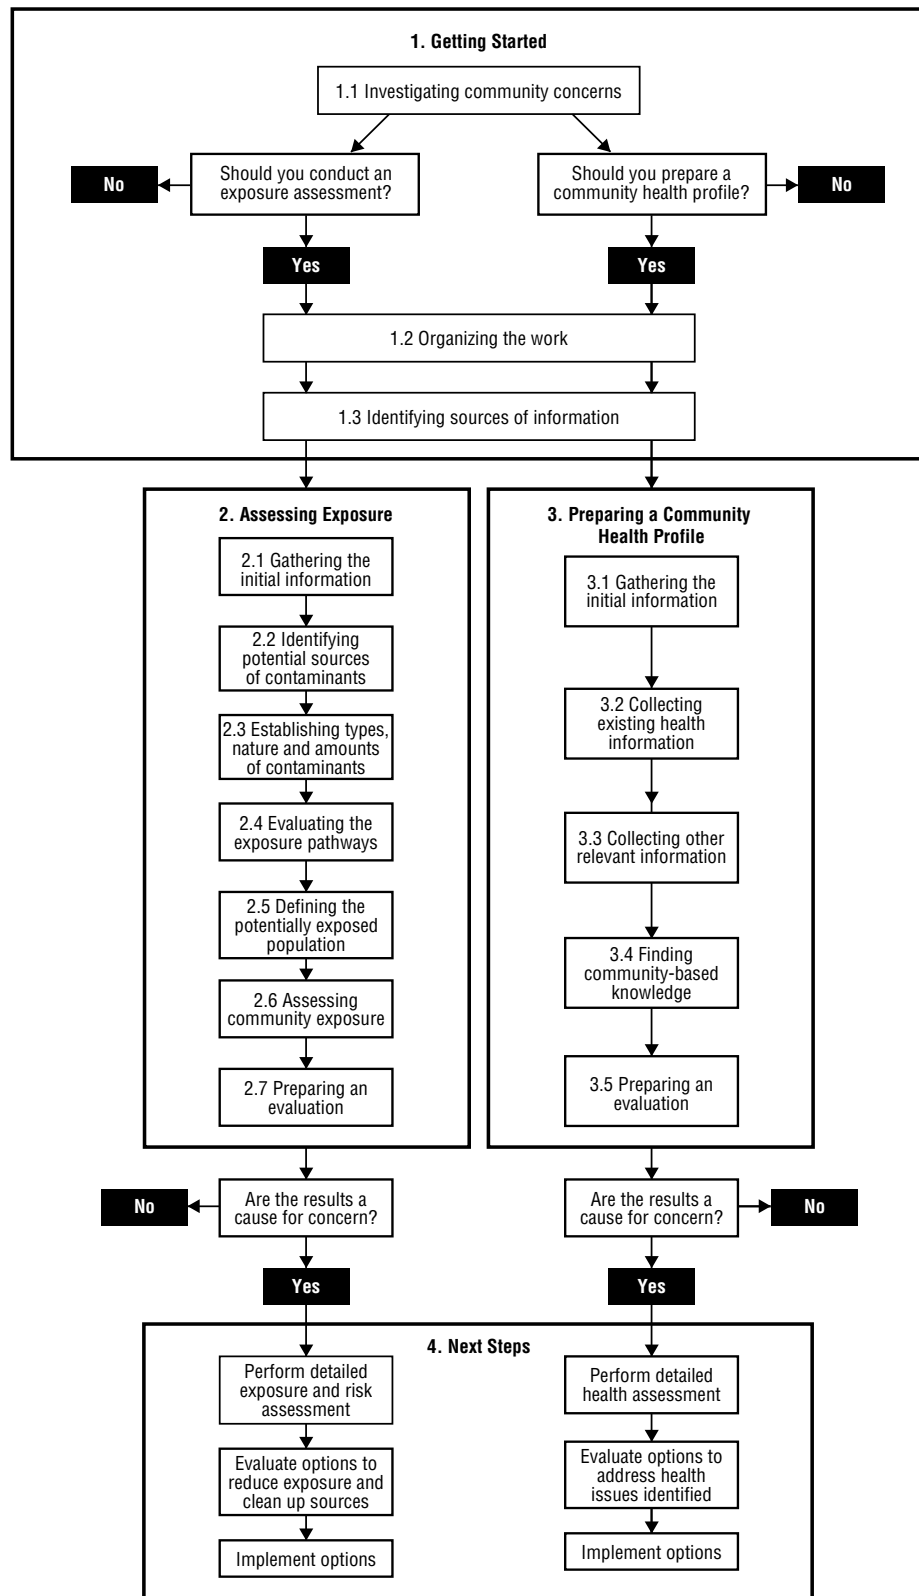 1. Getting Started
1.1 Investigating community concerns
No
Should you conduct an
exposure assessment?
Should you prepare a
community health profile?
No
Yes
Yes
1.2 Organizing the work
1.3 Identifying sources of information
2. Assessing Exposure
2.1 Gathering the
initial information
2.2 Identifying
potential sources
of contaminants
2.3 Establishing types,
nature and amounts
of contaminants
2.4 Evaluating the
exposure pathways
2.5 Defining the
potentially exposed
population
2.6 Assessing
community exposure
2.7 Preparing an
evaluation
3. Preparing a Community
Health Profile
3.1 Gathering the
initial information
3.2 Collecting
existing health
information
3.3 Collecting other
relevant information
3.4 Finding
community-based
knowledge
3.5 Preparing an
evaluation
No
Are the results a
cause for concern?
Are the results a
cause for concern?
No
Yes
Yes
4. Next Steps
Perform detailed
exposure and risk
assessment
Evaluate options to
reduce exposure and
clean up sources
Implement options
Perform detailed
health assessment
Evaluate options to
address health
issues identified
Implement options